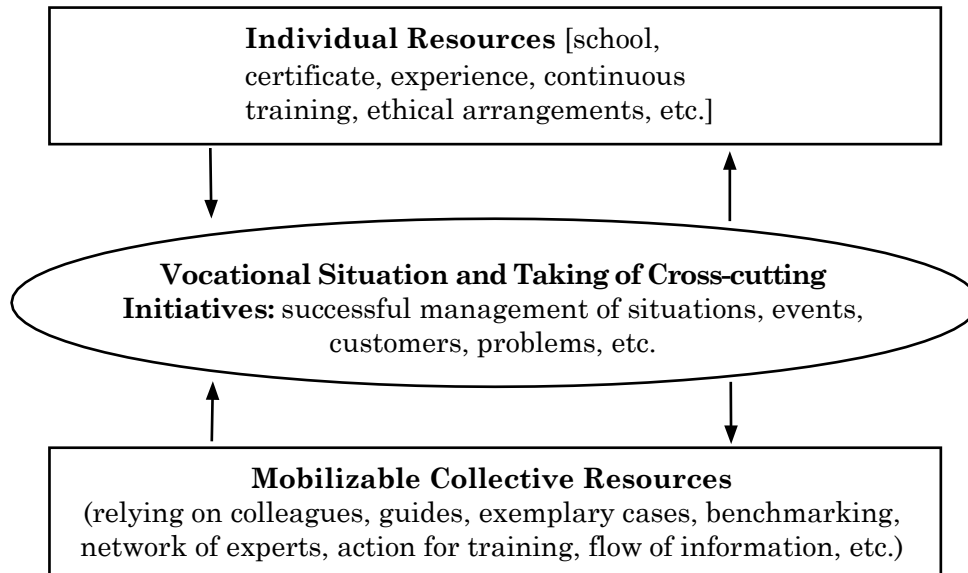 Individual Resources [school,
certificate, experience, continuous
training, ethical arrangements, etc.]
Vocational Situation and Taking of Cross-cutting
Initiatives: successful management of situations, events,
customers, problems, etc.
Mobilizable Collective Resources
(relying on colleagues, guides, exemplary cases, benchmarking,
network of experts, action for training, flow of information, etc.)